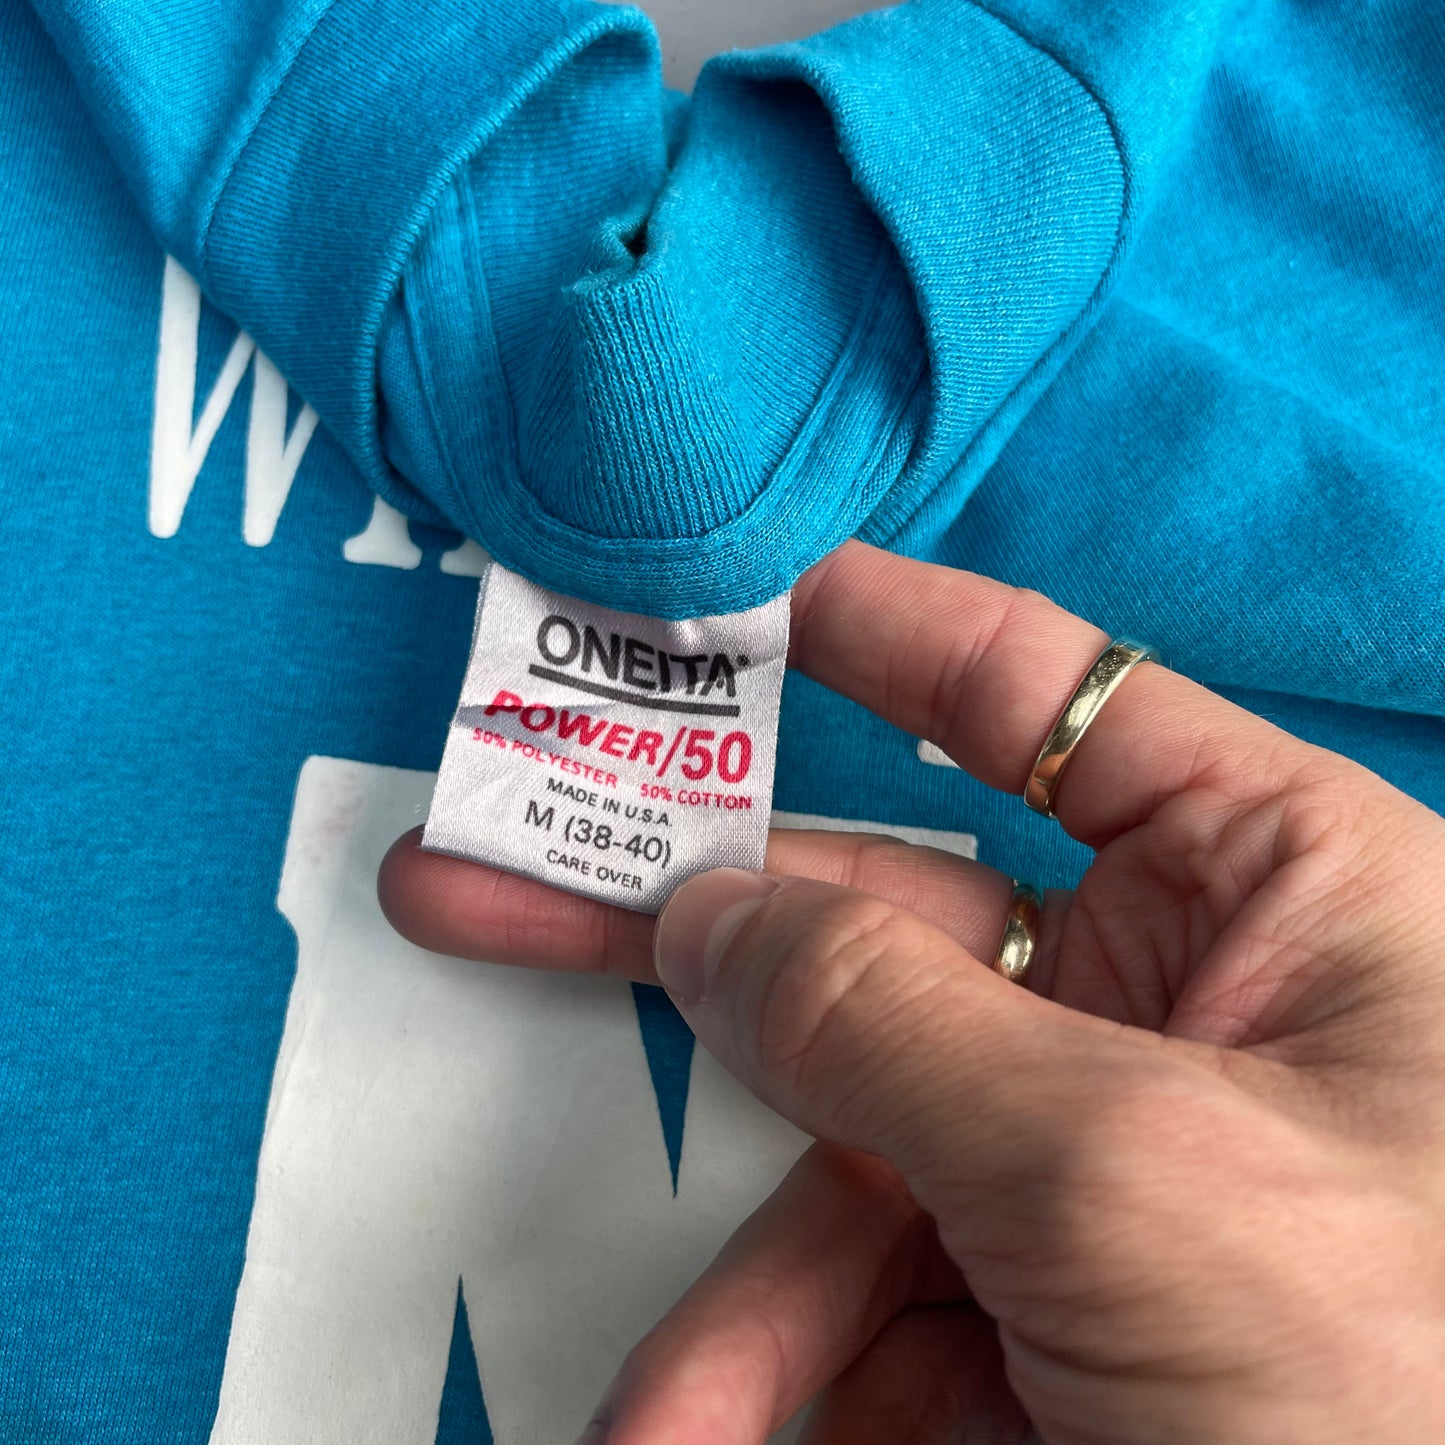 W
ONEITA®
POWER/50
50% POLYESTER 50% COTTON
MADE IN U.S.A.
M (38-40)
CARE OVER